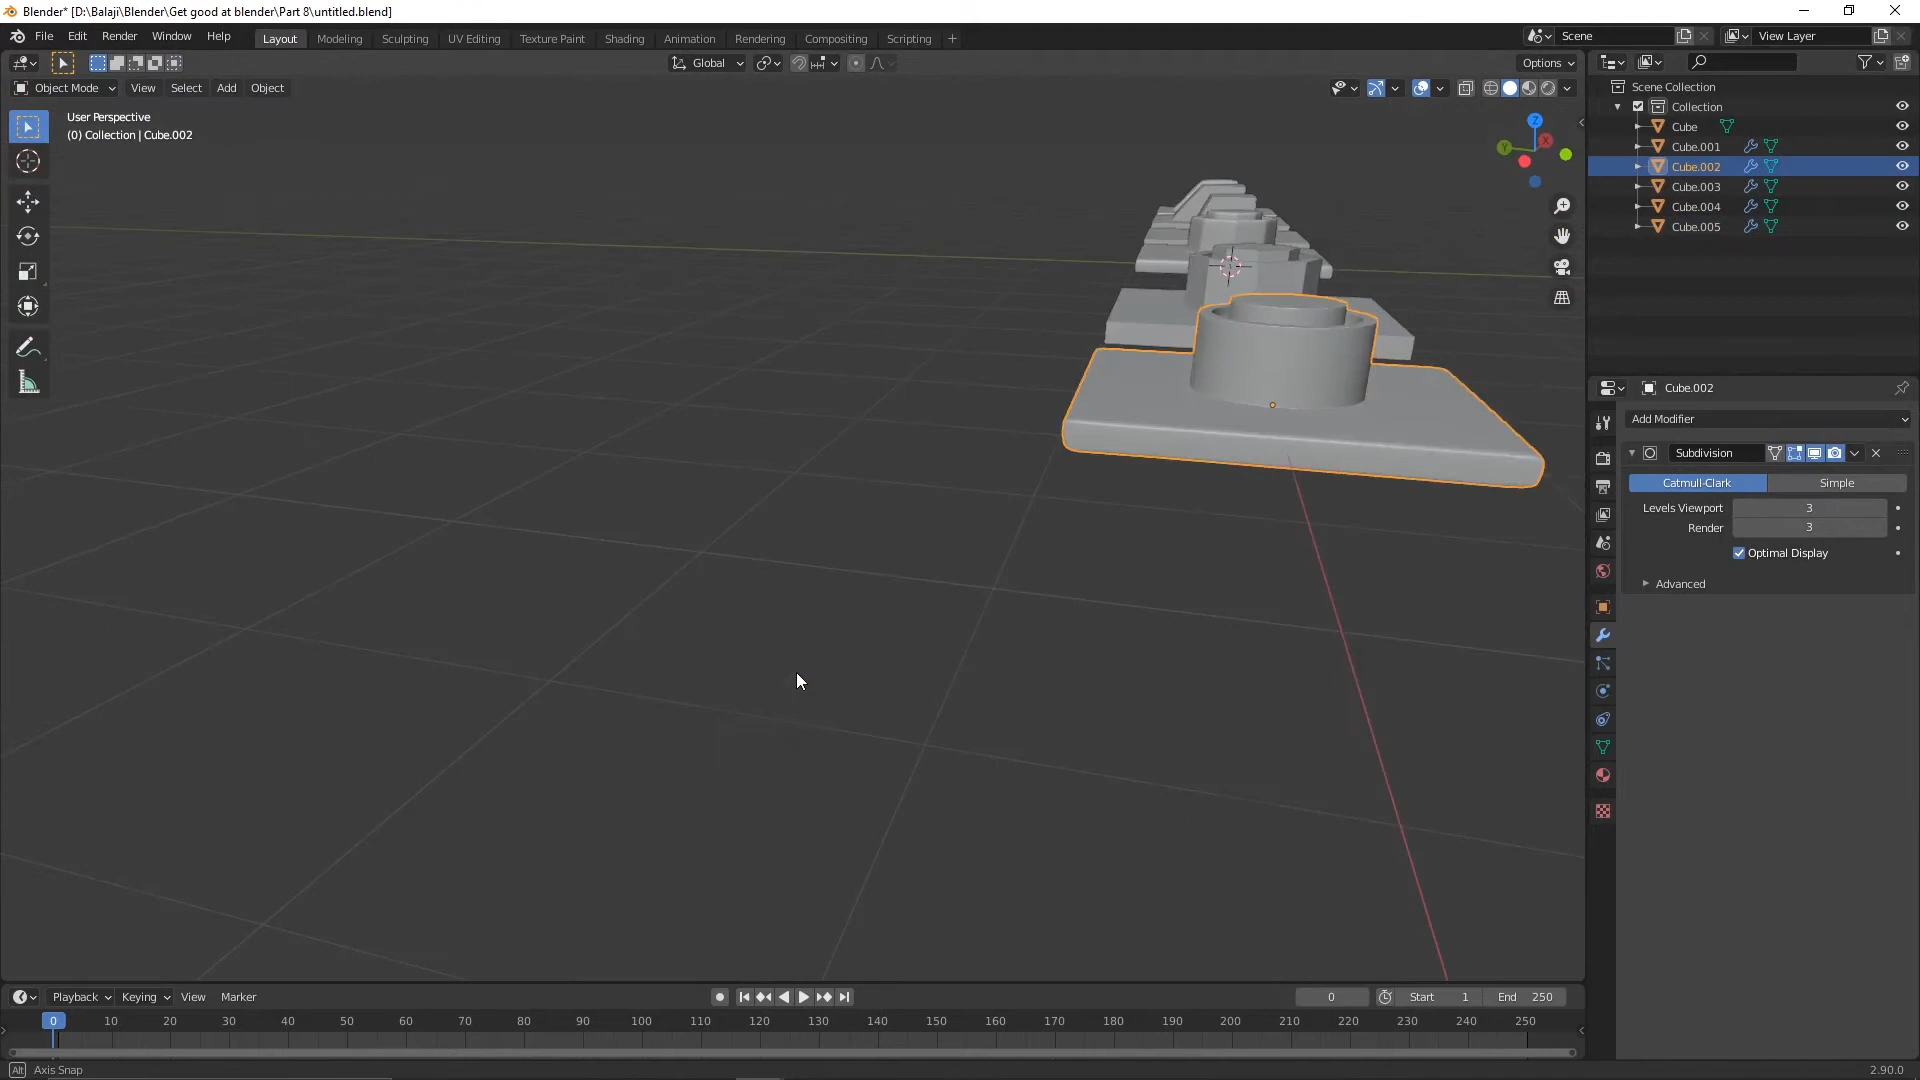 Blender* [D:\Balaji\Blender\Get good at blender\Part 8\untitled.blend]
File Edit Render Window Help
Layout Modeling Sculpting UV Editing Texture Paint Shading Animation Rendering Compositing Scripting +
Scene
View Layer
Global
Options
Object Mode View Select Add Object
User Perspective
(0) Collection | Cube.002
Z
X
Y
Scene Collection
Collection
Cube
Cube.001
Cube.002
Cube.003
Cube.004
Cube.005
Cube.002
Add Modifier
Subdivision
Catmull-Clark Simple
Levels Viewport 3
Render 3
Optimal Display
Advanced
Playback Keying View Marker
0 Start 1 End 250
0 10 20 30 40 50 60 70 80 90 100 110 120 130 140 150 160 170 180 190 200 210 220 230 240 250
Alt Axis Snap
2.90.0